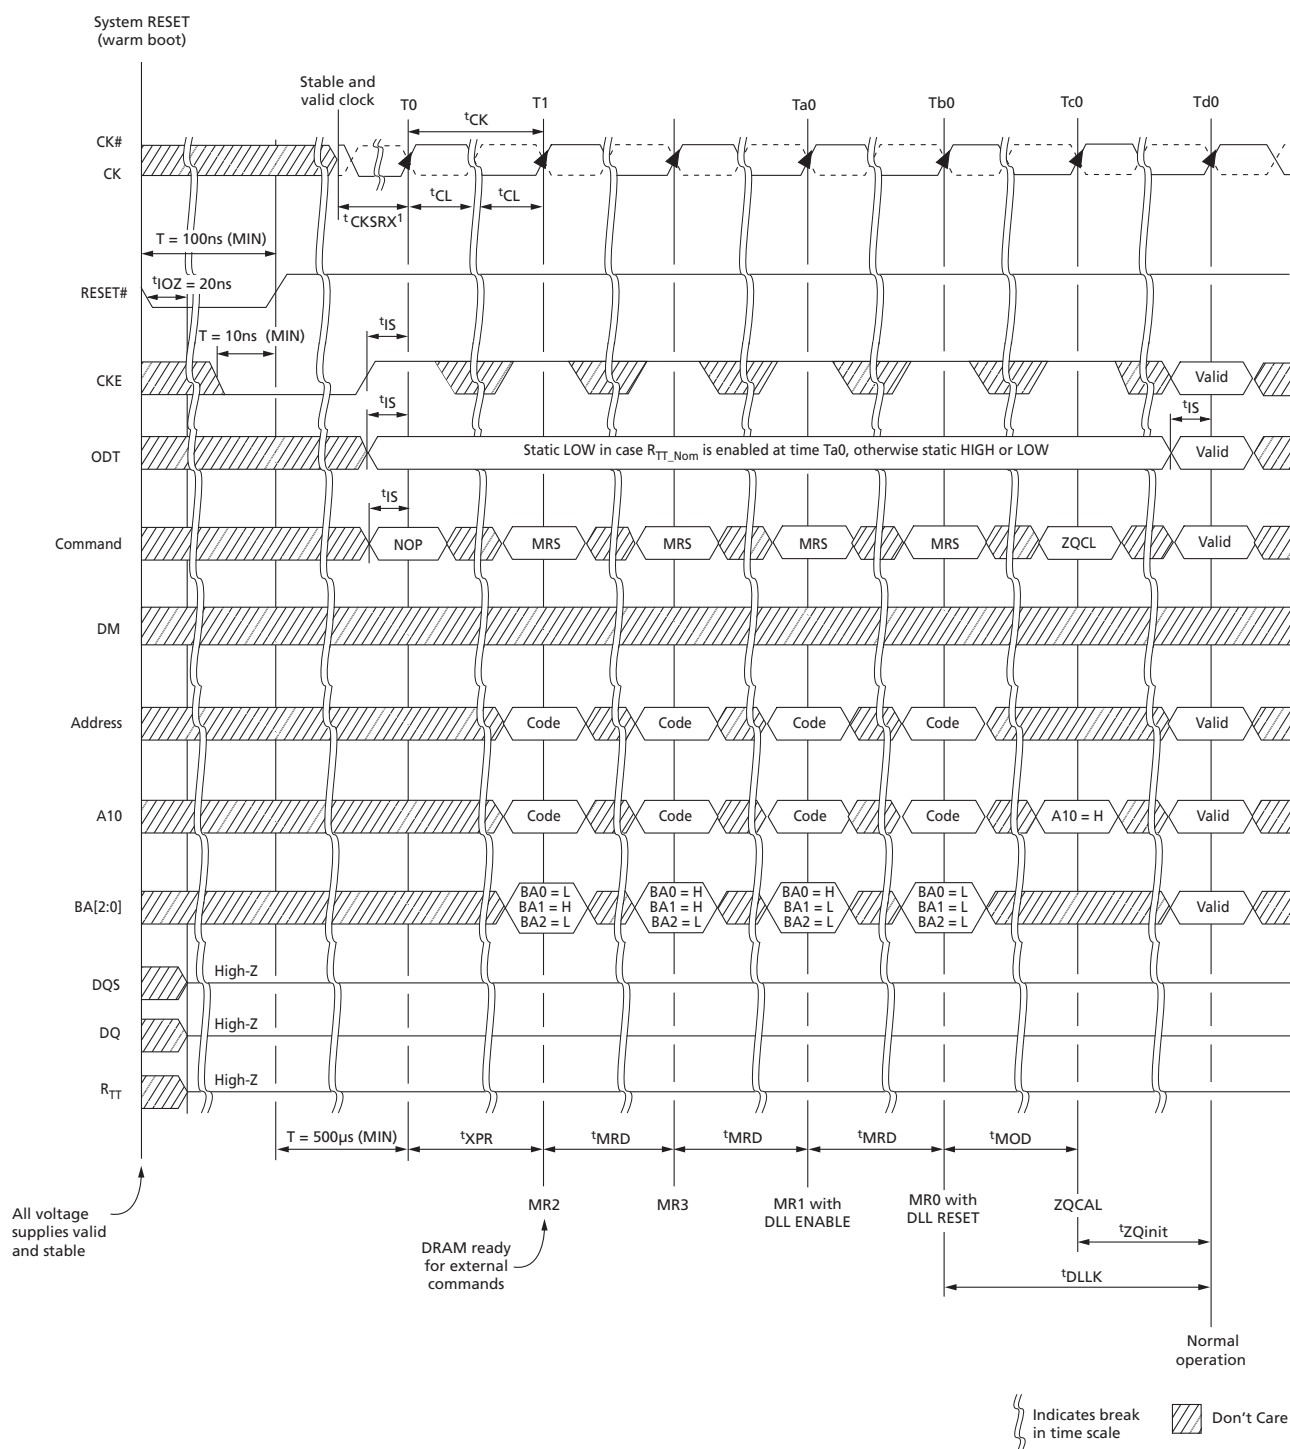 System RESET
(warm boot)
Stable and
valid clock
T0
T1
Ta0
Tb0
Tc0
Td0
tCK
CK#
CK
tCL
tCL
tCKSRX1
T = 100ns (MIN)
tIOZ = 20ns
RESET#
T = 10ns (MIN)
tIS
CKE
Valid
tIS
tIS
ODT
Static LOW in case RTT_Nom is enabled at time Ta0, otherwise static HIGH or LOW
Valid
tIS
Command
NOP
MRS
MRS
MRS
MRS
ZQCL
Valid
DM
Address
Code
Code
Code
Code
Valid
A10
Code
Code
Code
Code
A10 = H
Valid
BA[2:0]
BA0 = L
BA1 = H
BA2 = L
BA0 = H
BA1 = H
BA2 = L
BA0 = H
BA1 = L
BA2 = L
BA0 = L
BA1 = L
BA2 = L
Valid
DQS
High-Z
DQ
High-Z
RTT
High-Z
T = 500μs (MIN)
tXPR
tMRD
tMRD
tMRD
tMOD
All voltage
supplies valid
and stable
MR2
MR3
MR1 with
DLL ENABLE
MR0 with
DLL RESET
ZQCAL
DRAM ready
for external
commands
tZQinit
tDLLK
Normal
operation
Indicates break
in time scale
Don't Care